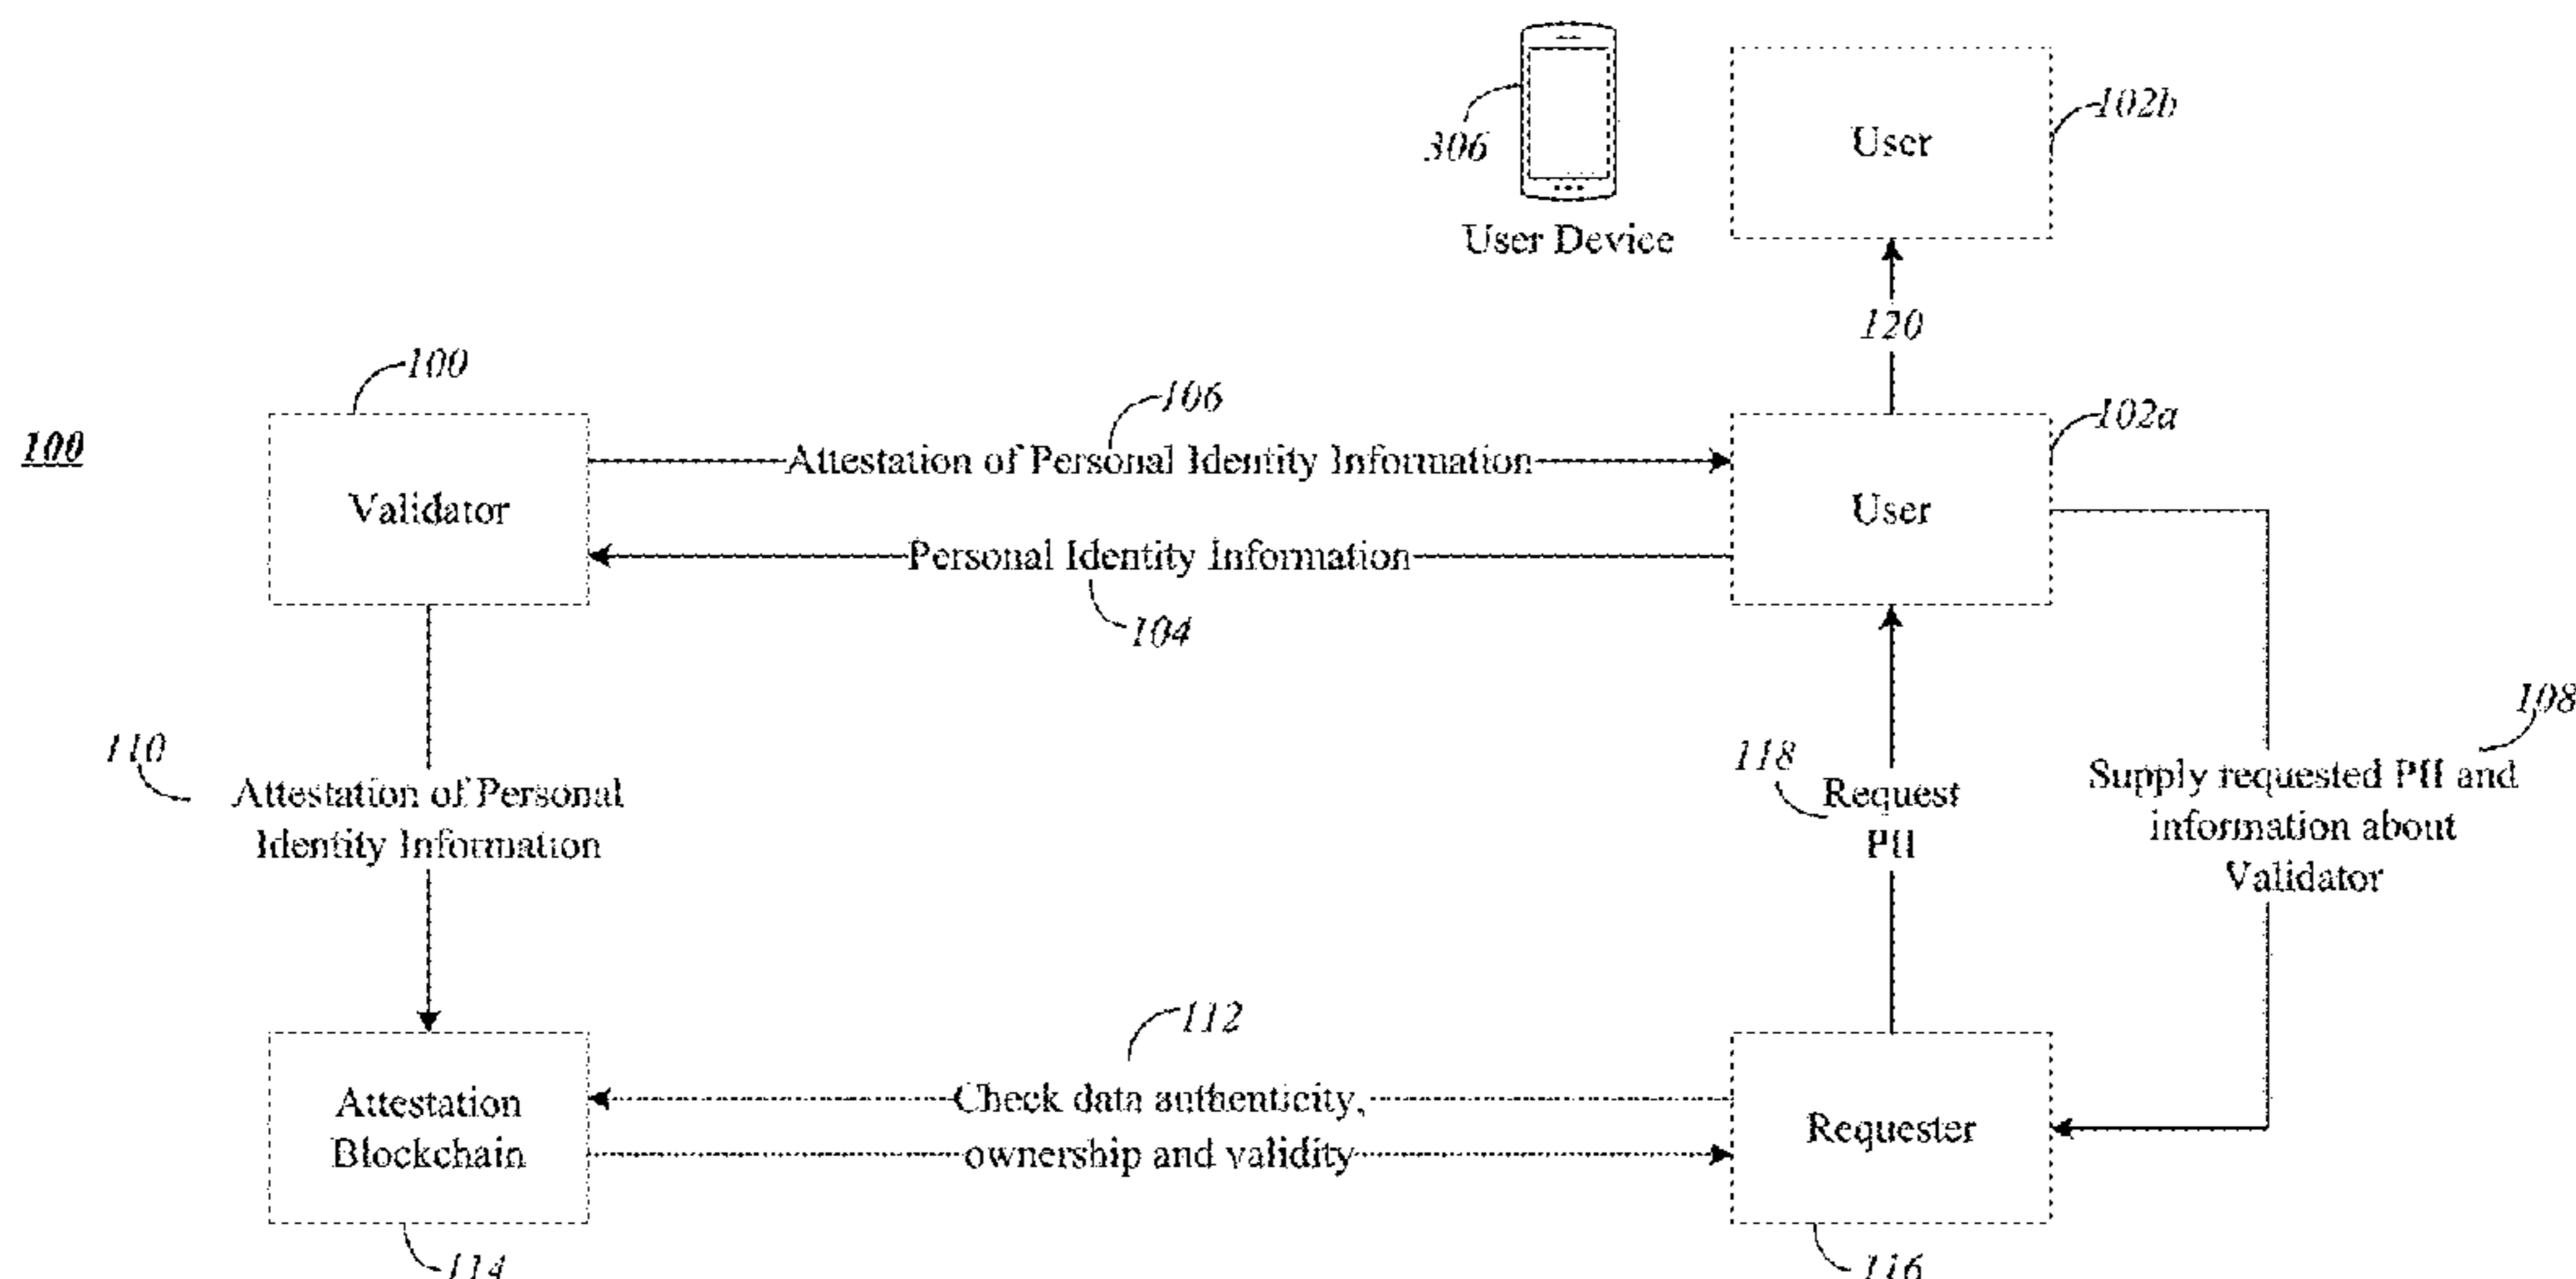 306
User Device
User
102b
120
100
100
Validator
106
Attestation of Personal Identity Information
Personal Identity Information
104
User
102a
110
Attestation of Personal
Identity Information
118
Request
PII
108
Supply requested PII and
information about
Validator
112
Check data authenticity,
ownership and validity
Attestation
Blockchain
114
Requester
116